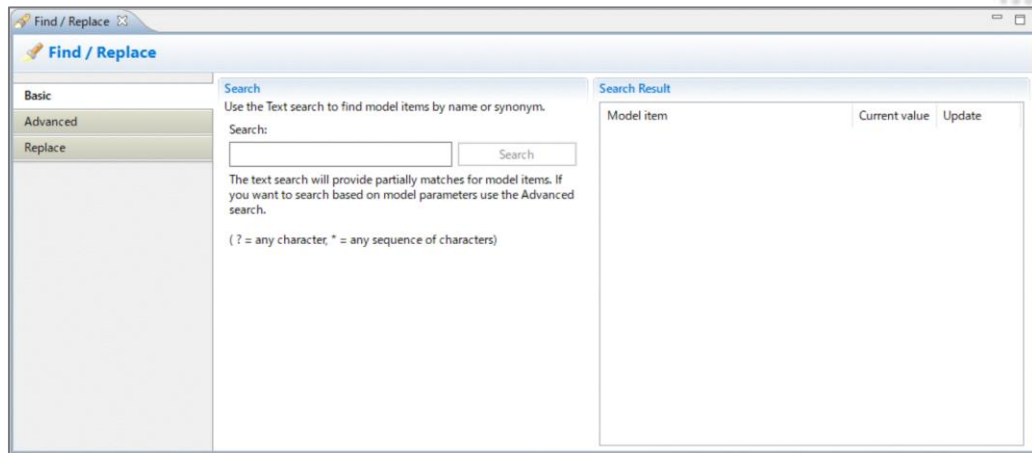 Find / Replace
Find / Replace
Basic
Advanced
Replace
Search
Use the Text search to find model items by name or synonym.
Search:
Search
The text search will provide partially matches for model items. If
you want to search based on model parameters use the Advanced
search.
( ? = any character, * = any sequence of characters)
Search Result
Model item Current value Update